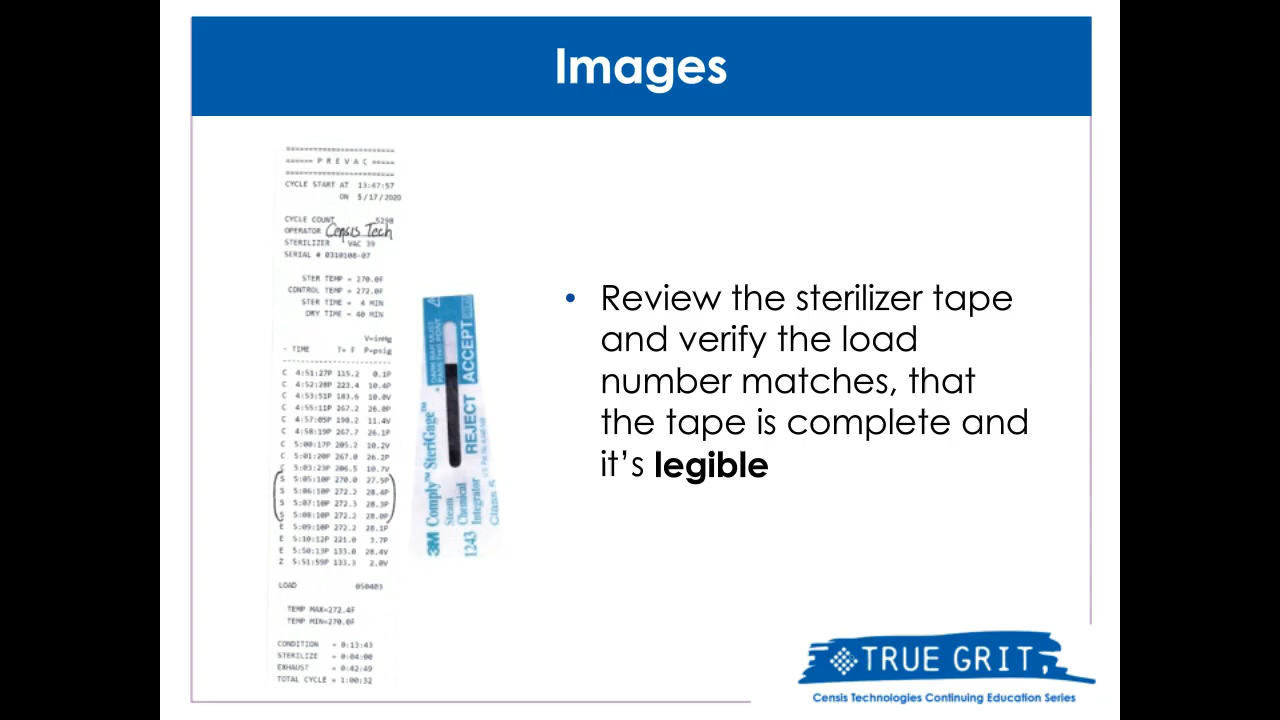 Images
==========================
====== P R E V A C =====
==========================
CYCLE START AT 13:47:57
ON 5/17/2020
CYCLE COUNT 5298
OPERATOR Censis Tech
STERILIZER VAC 39
SERIAL # 0310108-07
STER TEMP = 270.0F
CONTROL TEMP = 272.0F
STER TIME = 4 MIN
DRY TIME = 40 MIN
V=inHg
- TIME T= F P=psig
C 4:51:27P 115.2 0.1P
C 4:52:28P 223.4 10.4P
C 4:53:51P 183.6 10.0V
C 4:55:11P 267.2 26.0P
C 4:57:05P 190.2 11.4V
C 4:58:19P 267.7 26.1P
C 5:00:17P 205.2 10.2V
C 5:01:20P 267.0 26.2P
C 5:03:23P 206.5 10.7V
S 5:05:10P 270.0 27.5P
S 5:06:10P 272.2 28.4P
S 5:07:10P 272.3 28.3P
S 5:08:10P 272.2 28.0P
E 5:09:10P 272.2 28.1P
E 5:10:12P 221.0 3.7P
E 5:50:13P 133.0 28.4V
Z 5:51:59P 133.3 2.0V
LOAD 050403
TEMP MAX=272.4F
TEMP MIN=270.0F
CONDITION = 0:13:43
STERILIZE = 0:04:00
EXHAUST = 0:42:49
TOTAL CYCLE = 1:00:32
3M Comply™ SteriGage™
Steam
Chemical
Integrator
1243
Class 5
REJECT ACCEPT
DARK BAR MUST
PASS THIS POINT
• Review the sterilizer tape
and verify the load
number matches, that
the tape is complete and
it’s legible
TRUE GRIT
Censis Technologies Continuing Education Series